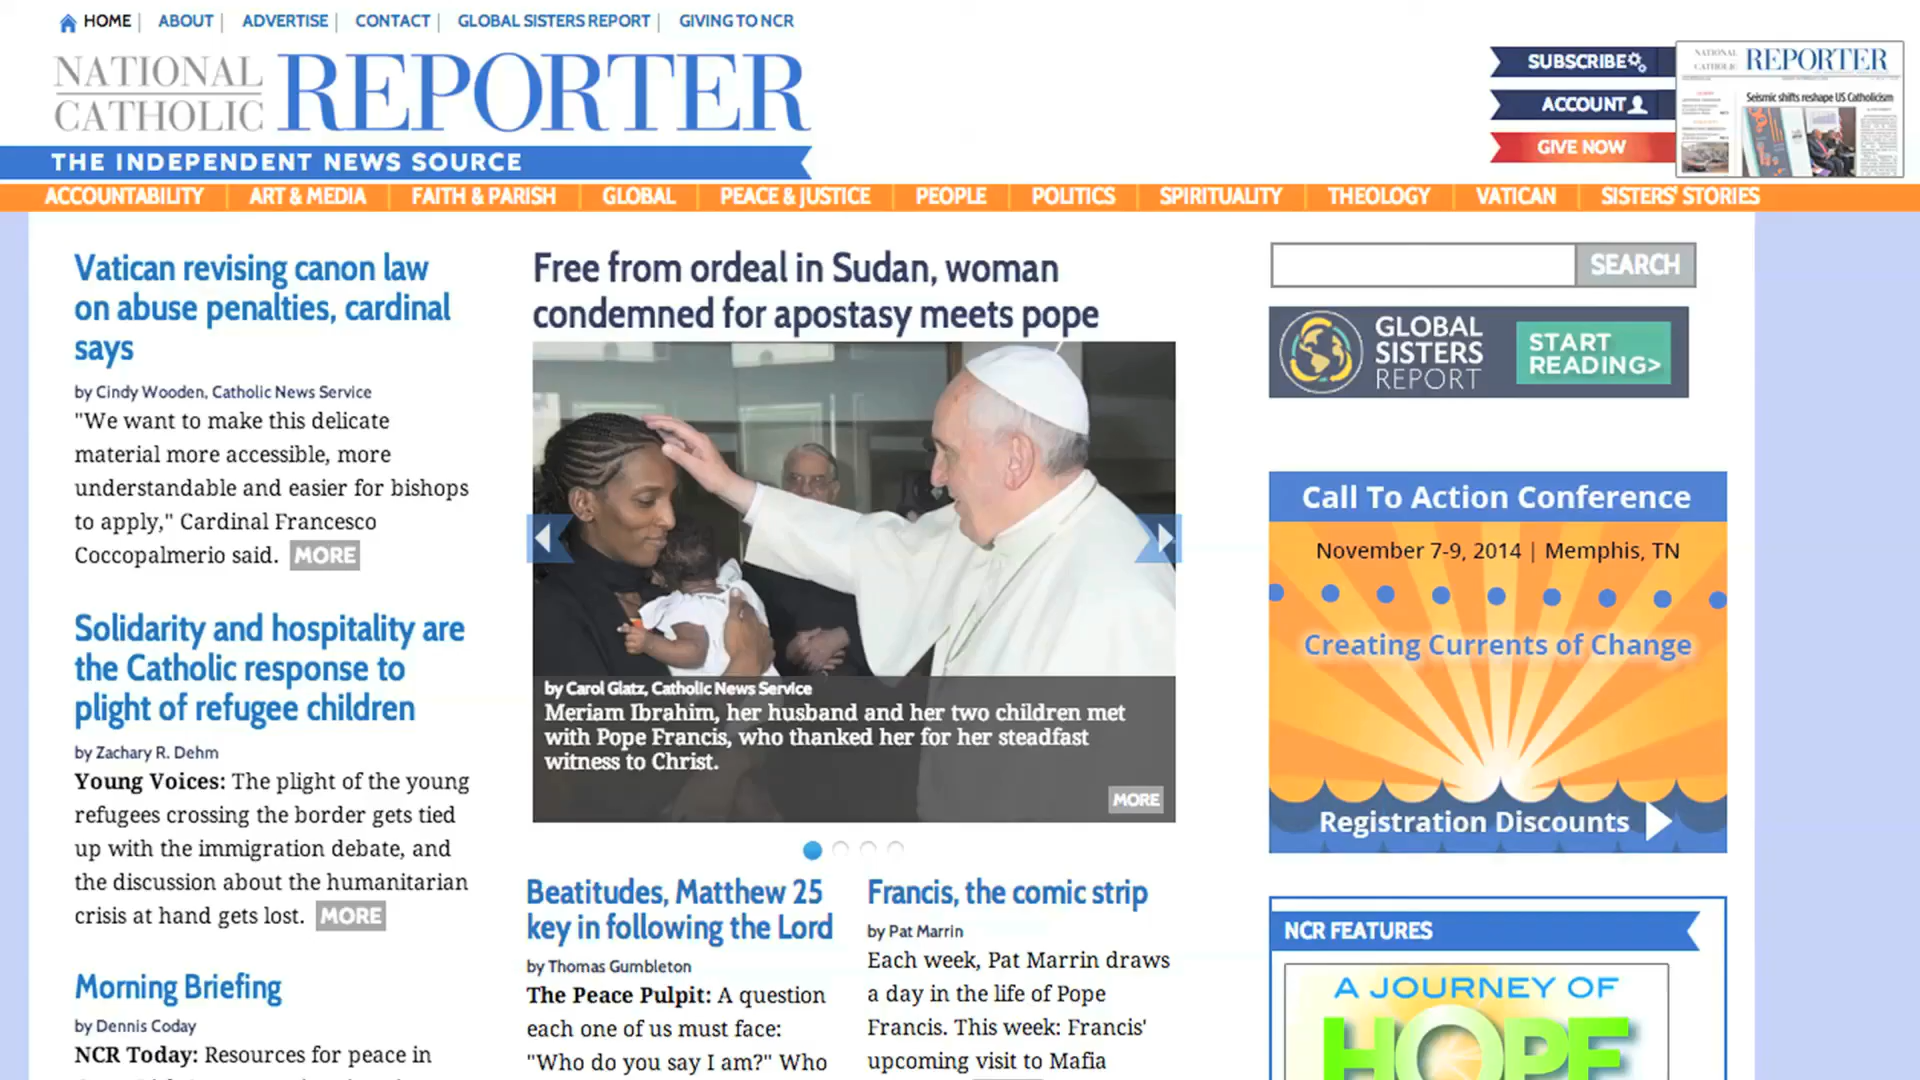 HOME
ABOUT
ADVERTISE
CONTACT
GLOBAL SISTERS REPORT
GIVING TO NCR
NATIONAL
CATHOLIC
REPORTER
THE INDEPENDENT NEWS SOURCE
SUBSCRIBE
ACCOUNT
GIVE NOW
NATIONAL
CATHOLIC
REPORTER
Seismic shifts reshape US Catholicism
ACCOUNTABILITY
ART & MEDIA
FAITH & PARISH
GLOBAL
PEACE & JUSTICE
PEOPLE
POLITICS
SPIRITUALITY
THEOLOGY
VATICAN
SISTERS' STORIES
Vatican revising canon law
on abuse penalties, cardinal
says
by Cindy Wooden, Catholic News Service
"We want to make this delicate
material more accessible, more
understandable and easier for bishops
to apply," Cardinal Francesco
Coccopalmerio said. MORE
Solidarity and hospitality are
the Catholic response to
plight of refugee children
by Zachary R. Dehm
Young Voices: The plight of the young
refugees crossing the border gets tied
up with the immigration debate, and
the discussion about the humanitarian
crisis at hand gets lost. MORE
Morning Briefing
by Dennis Coday
NCR Today: Resources for peace in
Free from ordeal in Sudan, woman
condemned for apostasy meets pope
by Carol Glatz, Catholic News Service
Meriam Ibrahim, her husband and her two children met
with Pope Francis, who thanked her for her steadfast
witness to Christ.
MORE
Beatitudes, Matthew 25
key in following the Lord
by Thomas Gumbleton
The Peace Pulpit: A question
each one of us must face:
"Who do you say I am?" Who
Francis, the comic strip
by Pat Marrin
Each week, Pat Marrin draws
a day in the life of Pope
Francis. This week: Francis'
upcoming visit to Mafia
SEARCH
GLOBAL
SISTERS
REPORT
START
READING>
Call To Action Conference
November 7-9, 2014 | Memphis, TN
Creating Currents of Change
Registration Discounts
NCR FEATURES
A JOURNEY OF
HOPE